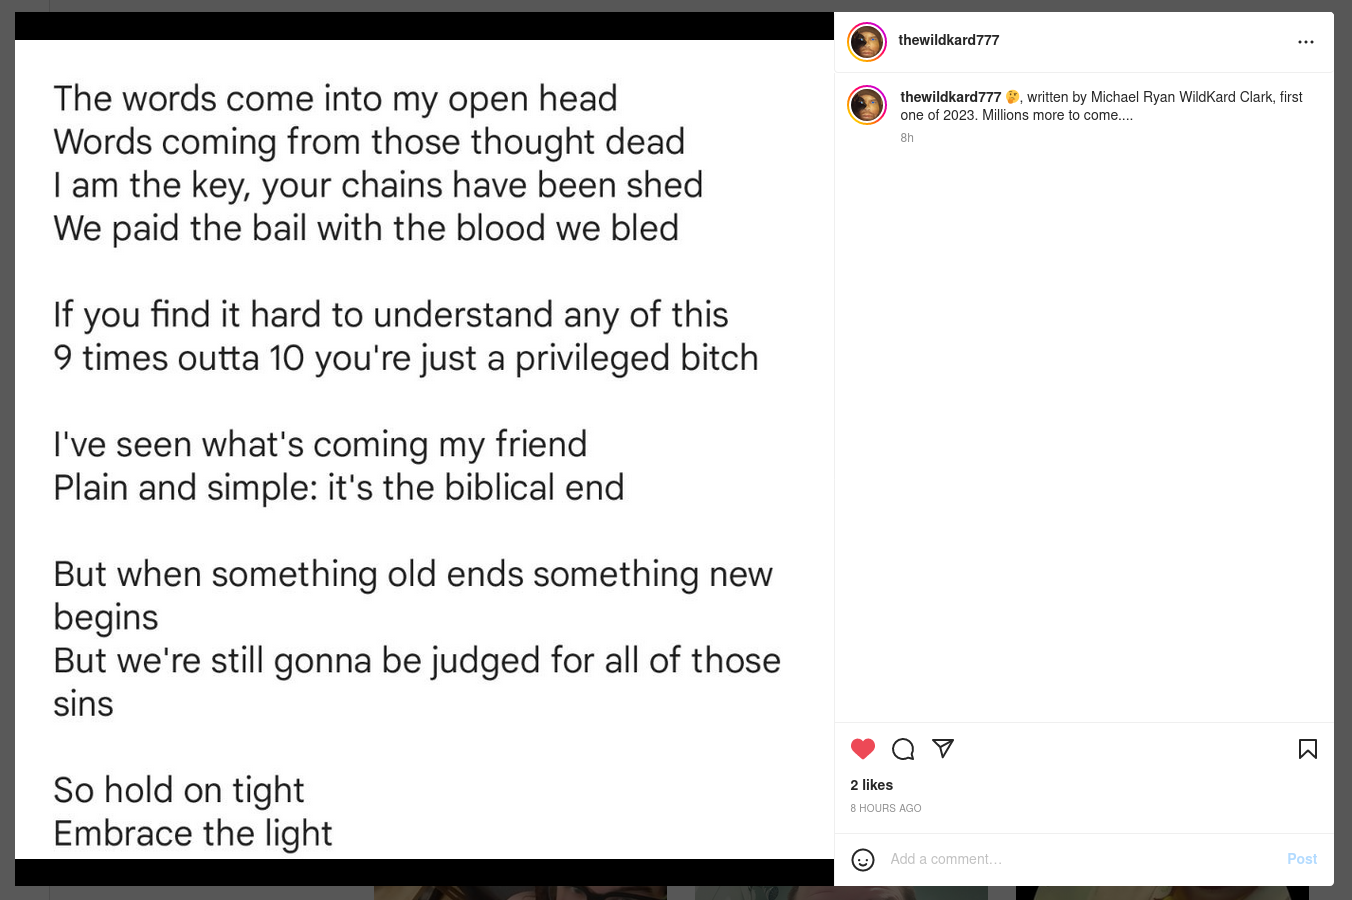 The words come into my open head
Words coming from those thought dead
I am the key, your chains have been shed
We paid the bail with the blood we bled
If you find it hard to understand any of this
9 times outta 10 you're just a privileged bitch
I've seen what's coming my friend
Plain and simple: it's the biblical end
But when something old ends something new
begins
But we're still gonna be judged for all of those
sins
So hold on tight
Embrace the light
thewildkard777
thewildkard777 🤔, written by Michael Ryan WildKard Clark, first
one of 2023. Millions more to come....
8h
2 likes
8 HOURS AGO
Add a comment...
Post